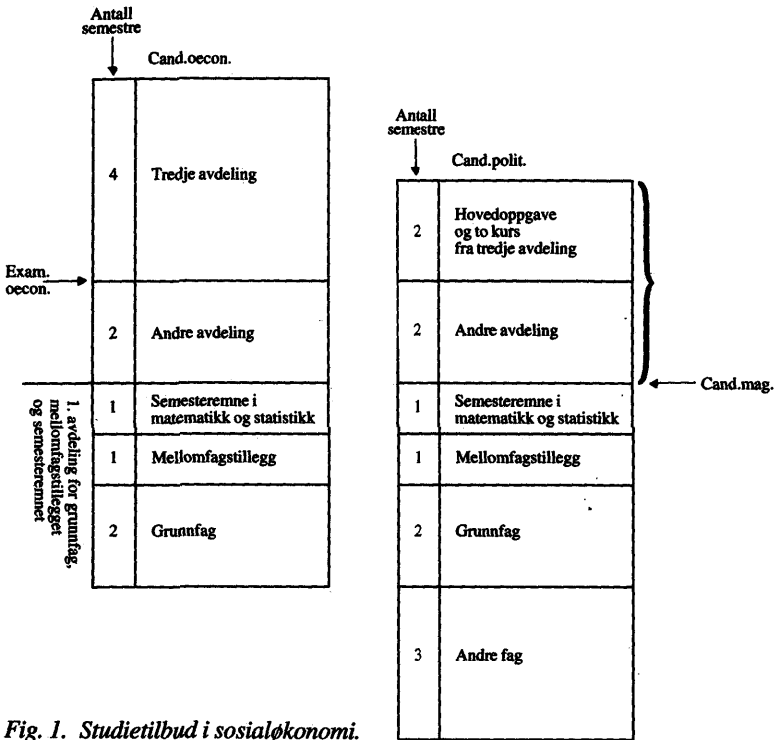 Antall
semestre
Cand.oecon.
4
Tredje avdeling
Exam.
oecon.
2
Andre avdeling
1. avdeling for grunnfag,
mellomfagstillegget
og semesteremnet
1
Semesteremne i
matematikk og statistikk
1
Mellomfagstillegg
2
Grunnfag
Antall
semestre
Cand.polit.
2
Hovedoppgave
og to kurs
fra tredje avdeling
2
Andre avdeling
Cand.mag.
1
Semesteremne i
matematikk og statistikk
1
Mellomfagstillegg
2
Grunnfag
3
Andre fag
Fig. 1. Studietilbud i sosialøkonomi.